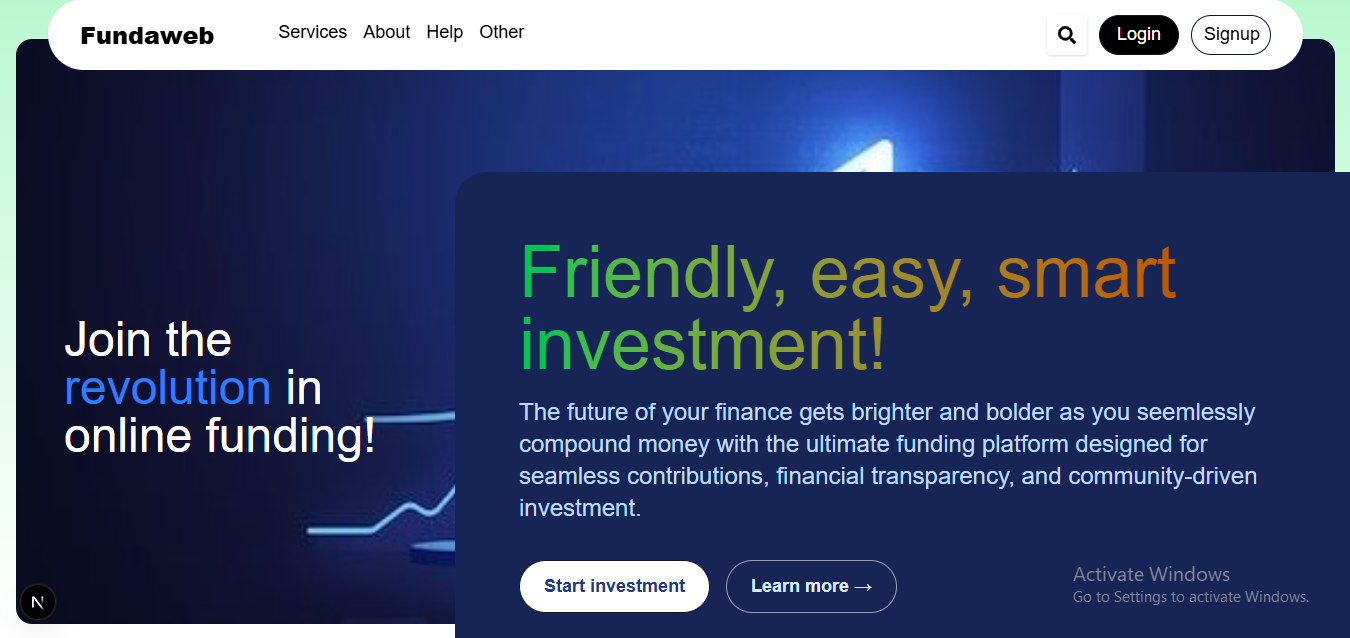 Fundaweb
Services About Help Other
Login
Signup
Join the
revolution in
online funding!
Friendly, easy, smart
investment!
The future of your finance gets brighter and bolder as you seemlessly
compound money with the ultimate funding platform designed for
seamless contributions, financial transparency, and community-driven
investment.
Start investment
Learn more →
Activate Windows
Go to Settings to activate Windows.
N